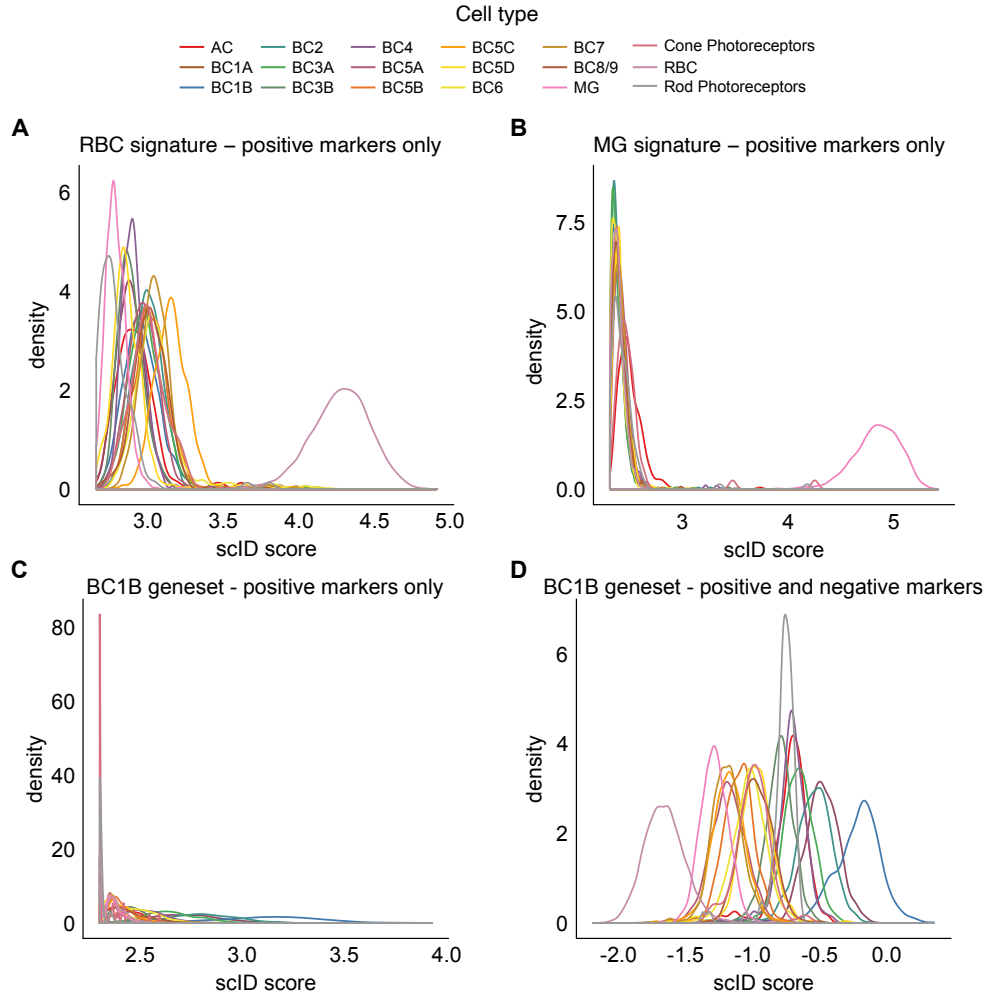 Cell type
AC BC2 BC4 BC5C BC7 Cone Photoreceptors
BC1A BC3A BC5A BC5D BC8/9 RBC
BC1B BC3B BC5B BC6 MG Rod Photoreceptors
A
RBC signature – positive markers only
6
4
2
0
density
3.0 3.5 4.0 4.5 5.0
scID score
B
MG signature – positive markers only
7.5
5.0
2.5
0.0
density
3 4 5
scID score
C
BC1B geneset - positive markers only
80
60
40
20
0
density
2.5 3.0 3.5 4.0
scID score
D
BC1B geneset - positive and negative markers
6
4
2
0
density
-2.0 -1.5 -1.0 -0.5 0.0
scID score